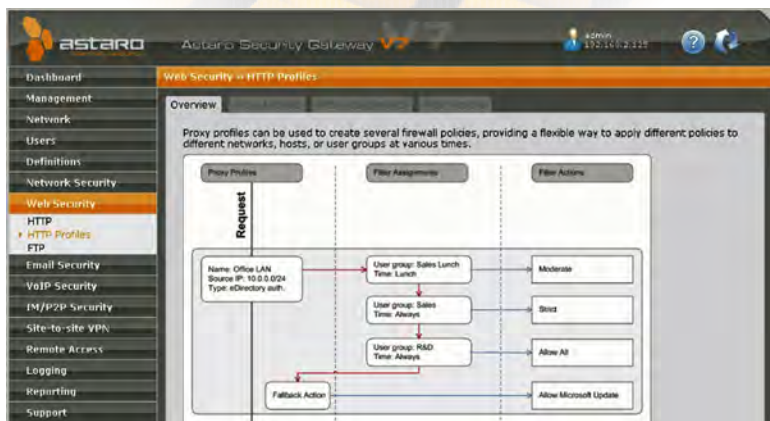 astaro
Astaro Security Gateway V7
admin
192.168.2.125
?
Dashboard
Management
Network
Users
Definitions
Network Security
Web Security
HTTP
HTTP Profiles
FTP
Email Security
VoIP Security
IM/P2P Security
Site-to-site VPN
Remote Access
Logging
Reporting
Support
Web Security » HTTP Profiles
Overview
Proxy profiles can be used to create several firewall policies, providing a flexible way to apply different policies to
different networks, hosts, or user groups at various times.
Proxy Profiles
Filter Assignments
Filter Actions
Request
Name: Office LAN
Source IP: 10.0.0.0/24
Type: eDirectory auth.
User group: Sales Lunch
Time: Lunch
Moderate
User group: Sales
Time: Always
Strict
User group: R&D
Time: Always
Allow All
Fallback Action
Allow Microsoft Update